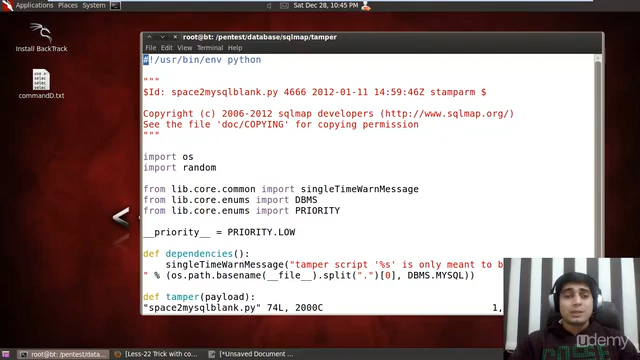 Applications Places System
Sat Dec 28, 10:45 PM
Install BackTrack
commandD.txt
root@bt: /pentest/database/sqlmap/tamper
File Edit View Terminal Help
#!/usr/bin/env python
"""
$Id: space2mysqlblank.py 4666 2012-01-11 14:59:46Z stamparm $
Copyright (c) 2006-2012 sqlmap developers (http://www.sqlmap.org/)
See the file 'doc/COPYING' for copying permission
"""
import os
import random
from lib.core.common import singleTimeWarnMessage
from lib.core.enums import DBMS
from lib.core.enums import PRIORITY
__priority__ = PRIORITY.LOW
def dependencies():
singleTimeWarnMessage("tamper script '%s' is only meant to b
" % (os.path.basename(__file__).split(".")[0], DBMS.MYSQL))
def tamper(payload):
"space2mysqlblank.py" 74L, 2000C 1,
udemy
root@bt: /pentest/data...
[Less-22 Trick with co...
*Unsaved Document ...